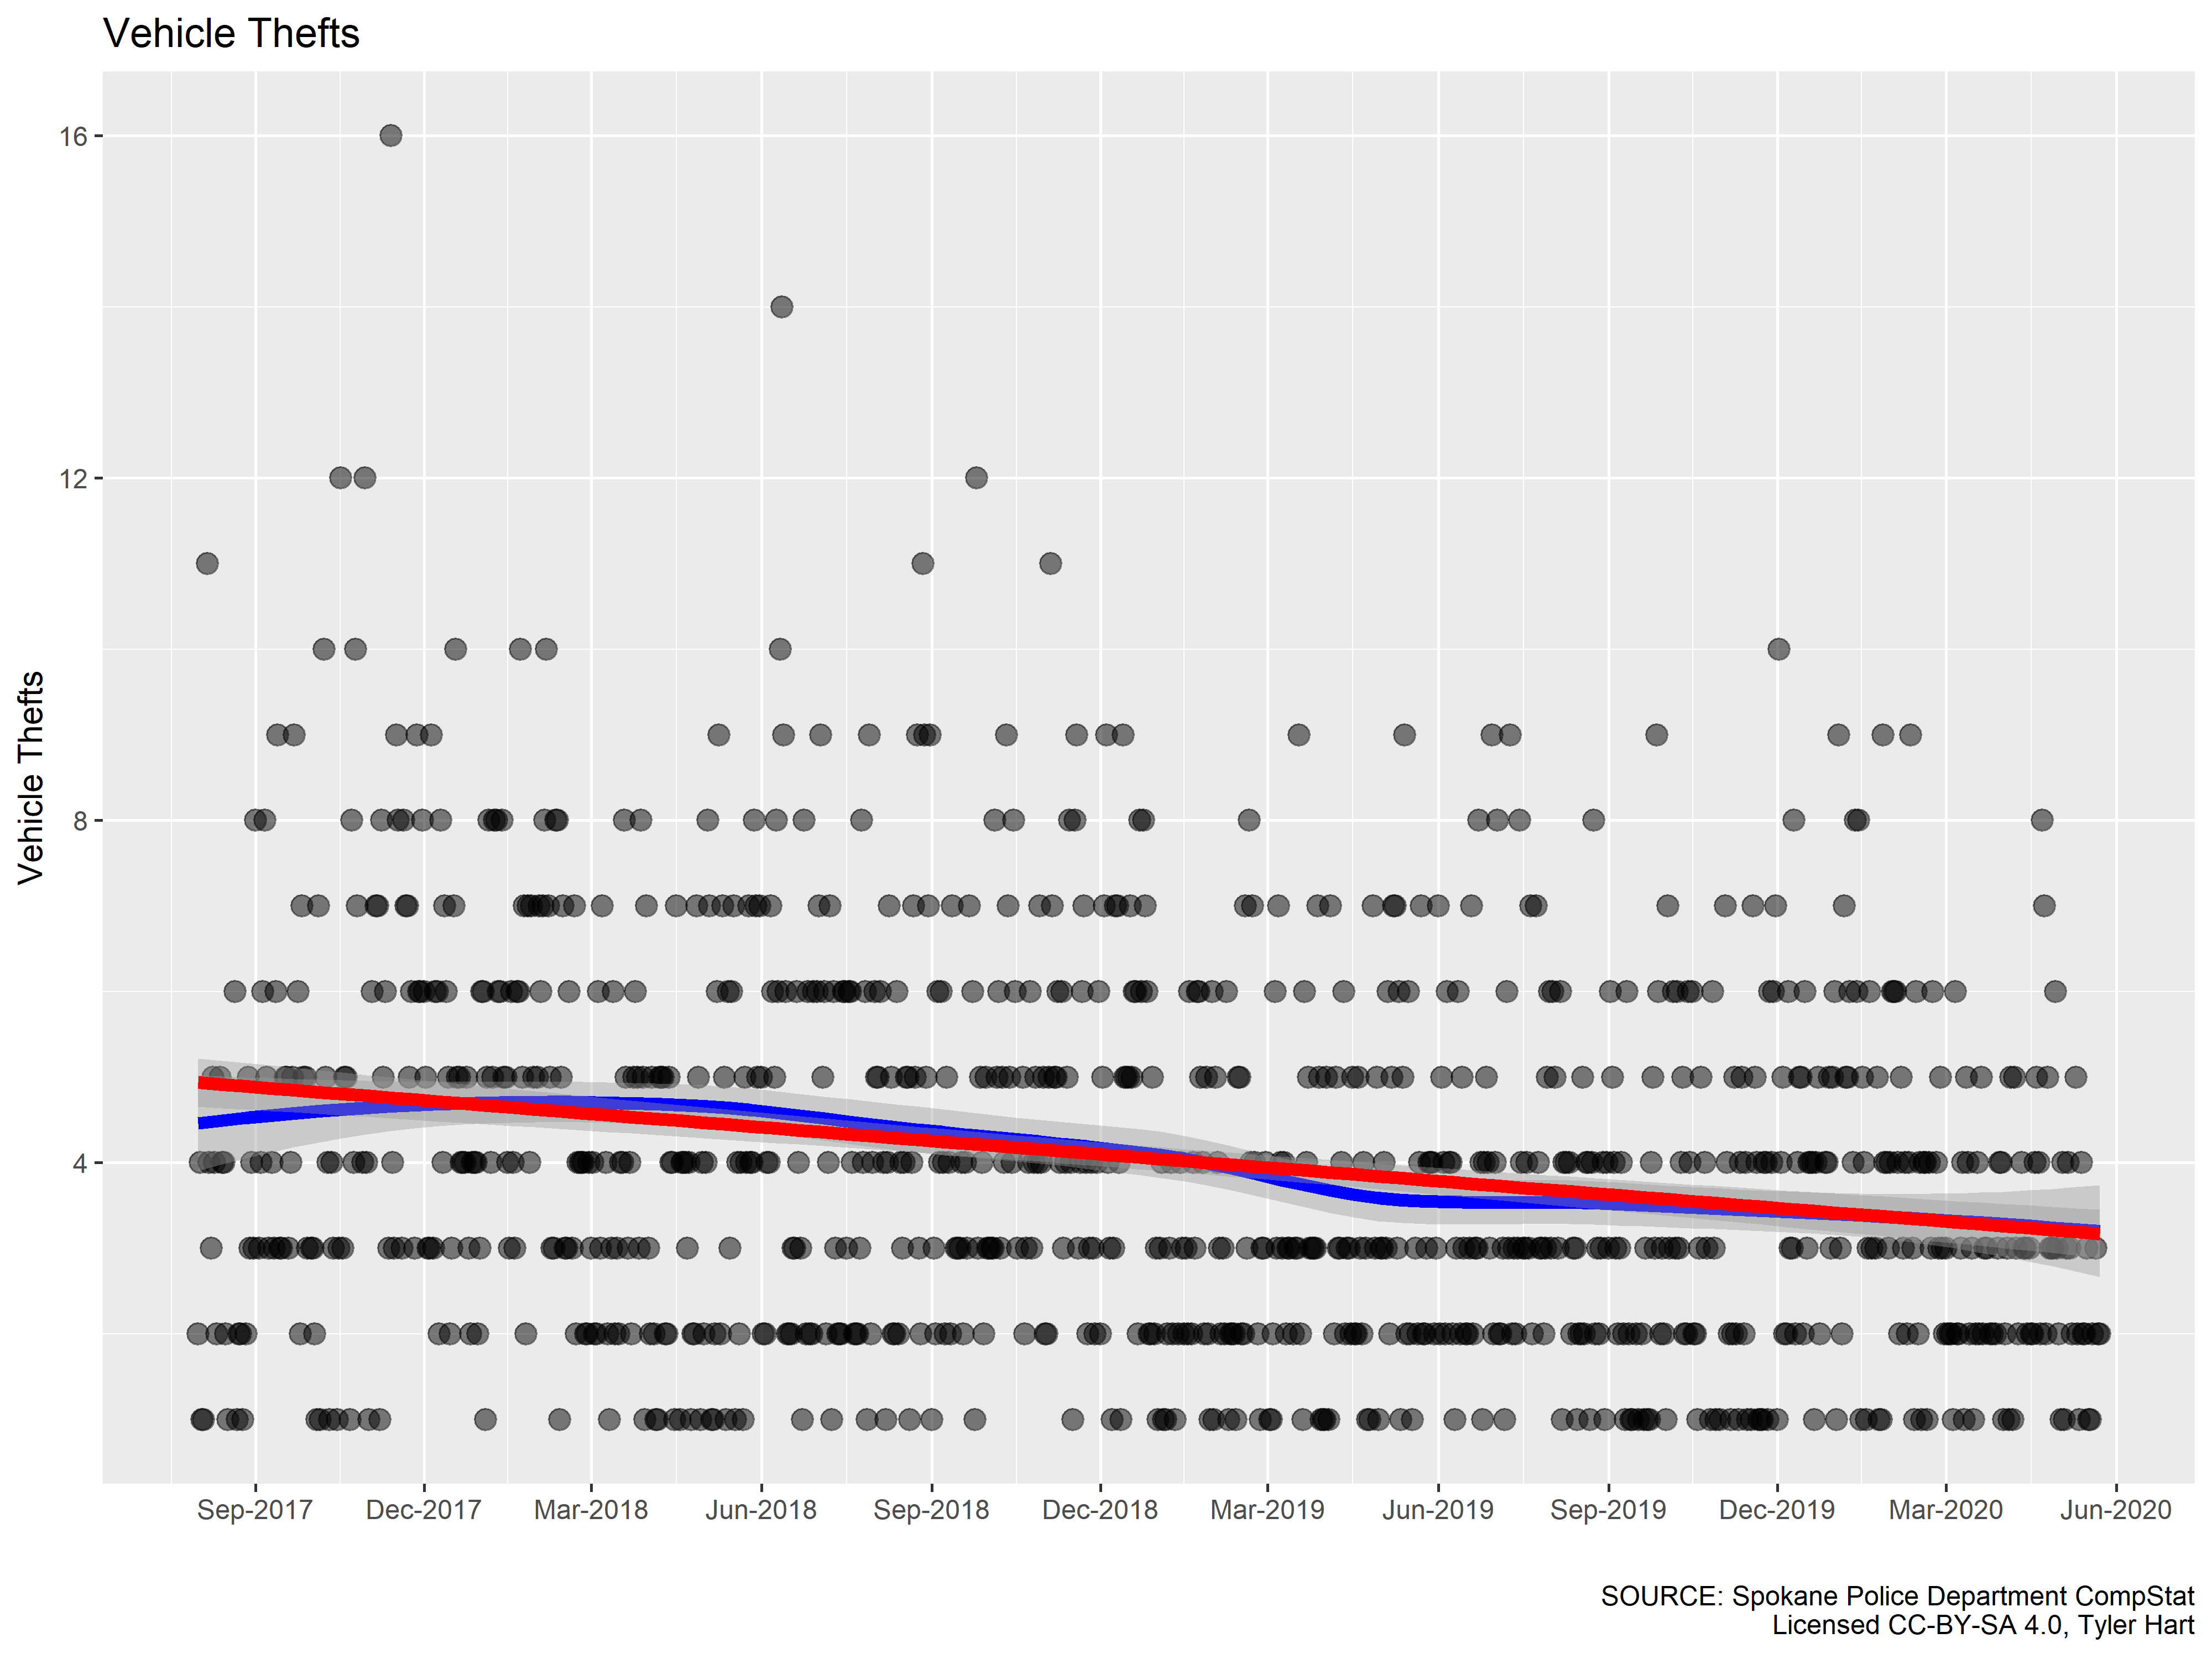 Vehicle Thefts
Vehicle Thefts
16
12
8
4
Sep-2017 Dec-2017 Mar-2018 Jun-2018 Sep-2018 Dec-2018 Mar-2019 Jun-2019 Sep-2019 Dec-2019 Mar-2020 Jun-2020
SOURCE: Spokane Police Department CompStat
Licensed CC-BY-SA 4.0, Tyler Hart